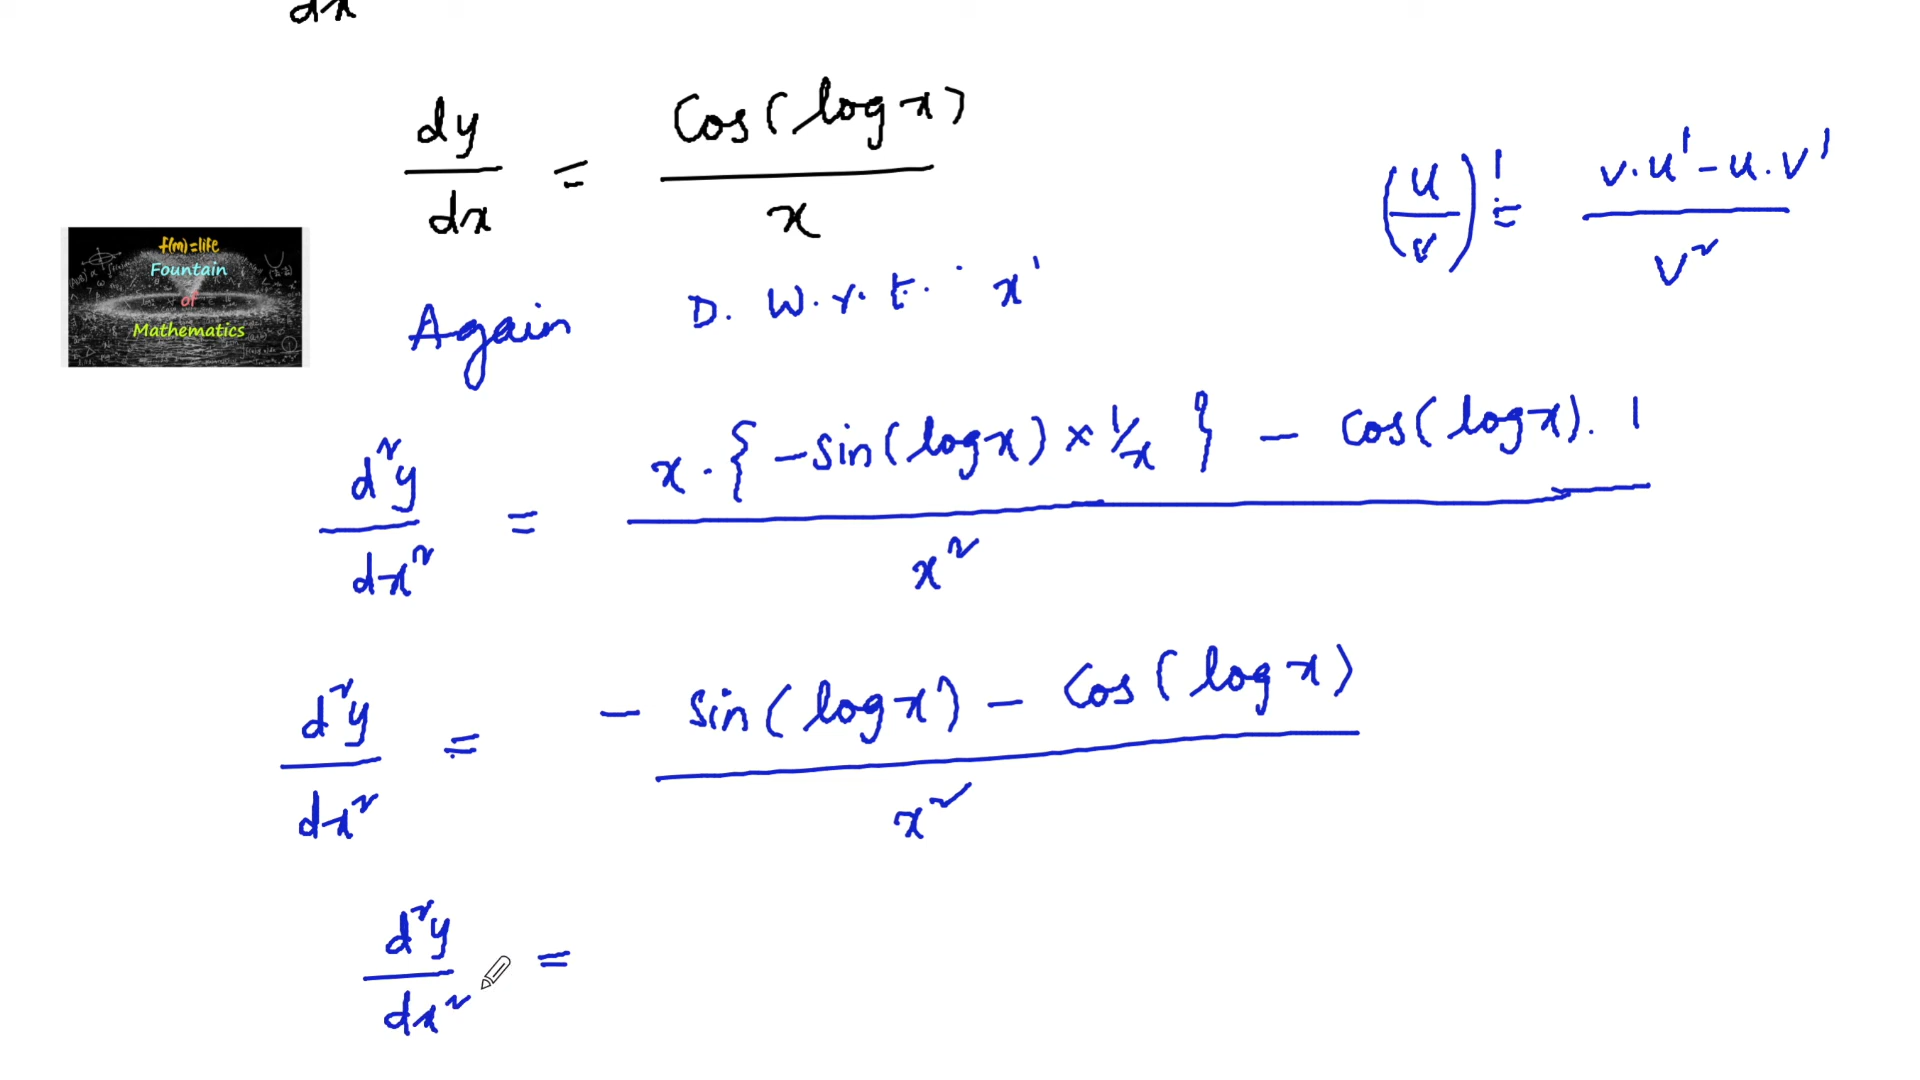 dx
dy/dx = Cos(log x)/x
(u/v)' = (v.u' - u.v')/v²
f(m)=life
Fountain
of
Mathematics
Again D. W.r.t. 'x'
d²y/dx² = (x.{-sin(log x) × 1/x} - cos(log x). 1)/x²
d²y/dx² = (- sin(log x) - Cos(log x))/x²
d²y/dx² =